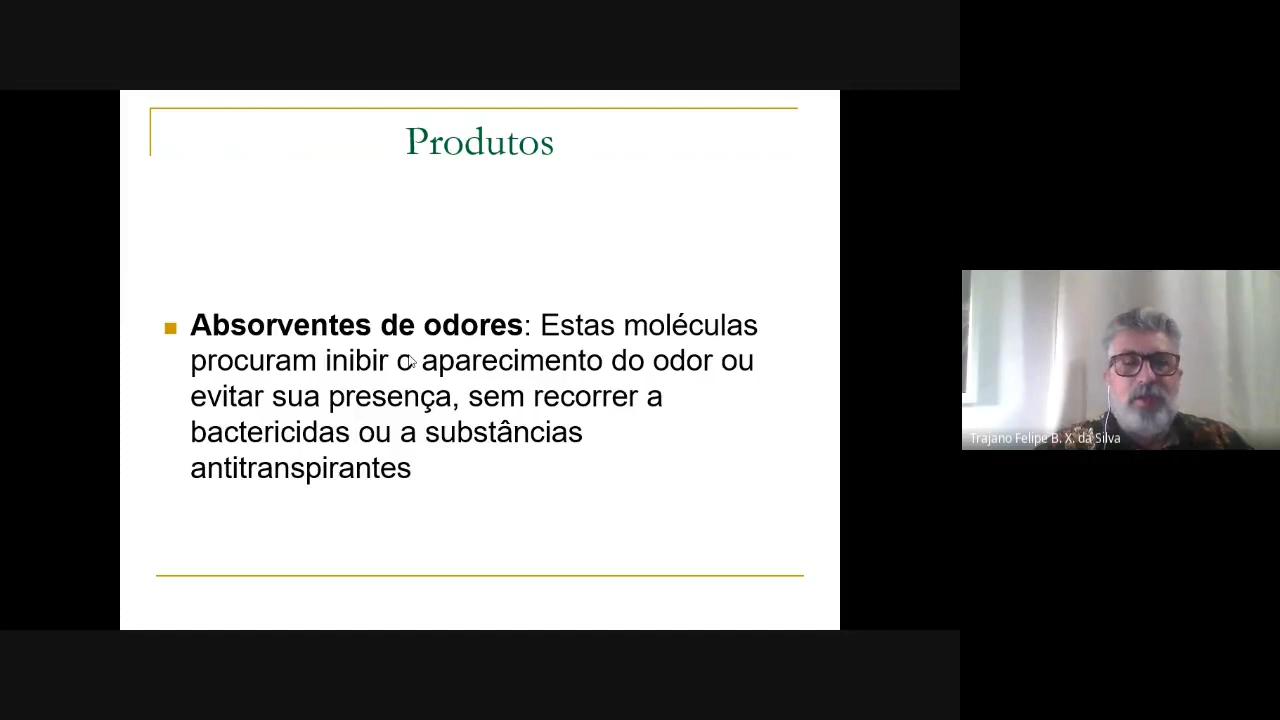 Produtos
Absorventes de odores: Estas moléculas
procuram inibir o aparecimento do odor ou
evitar sua presença, sem recorrer a
bactericidas ou a substâncias
antitranspirantes
Trajano Felipe B. X. da Silva